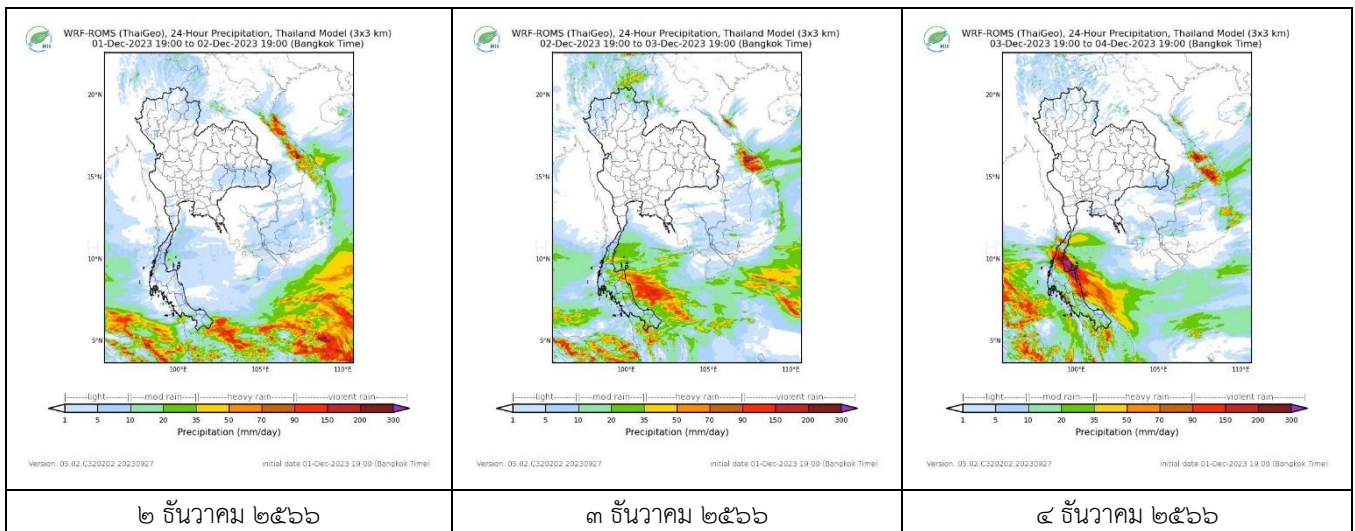 WRF-ROMS (ThaiGeo), 24-Hour Precipitation, Thailand Model (3x3 km)
01-Dec-2023 19:00 to 02-Dec-2023 19:00 (Bangkok Time)
20°N
15°N
10°N
5°N
100°E 105°E 110°E
|-------light-------||----mod rain----||---------heavy rain---------||---------violent rain---------|
1 5 10 20 35 50 70 90 150 200 300
Precipitation (mm/day)
Version: 05.02.C320202.20230927 initial date 01-Dec-2023 19:00 (Bangkok Time)
๒ ธันวาคม ๒๕๖๖
WRF-ROMS (ThaiGeo), 24-Hour Precipitation, Thailand Model (3x3 km)
02-Dec-2023 19:00 to 03-Dec-2023 19:00 (Bangkok Time)
20°N
15°N
10°N
5°N
100°E 105°E 110°E
|-------light-------||----mod rain----||---------heavy rain---------||---------violent rain---------|
1 5 10 20 35 50 70 90 150 200 300
Precipitation (mm/day)
Version: 05.02.C320202.20230927 initial date 01-Dec-2023 19:00 (Bangkok Time)
๓ ธันวาคม ๒๕๖๖
WRF-ROMS (ThaiGeo), 24-Hour Precipitation, Thailand Model (3x3 km)
03-Dec-2023 19:00 to 04-Dec-2023 19:00 (Bangkok Time)
20°N
15°N
10°N
5°N
100°E 105°E 110°E
|-------light-------||----mod rain----||---------heavy rain---------||---------violent rain---------|
1 5 10 20 35 50 70 90 150 200 300
Precipitation (mm/day)
Version: 05.02.C320202.20230927 initial date 01-Dec-2023 19:00 (Bangkok Time)
๔ ธันวาคม ๒๕๖๖